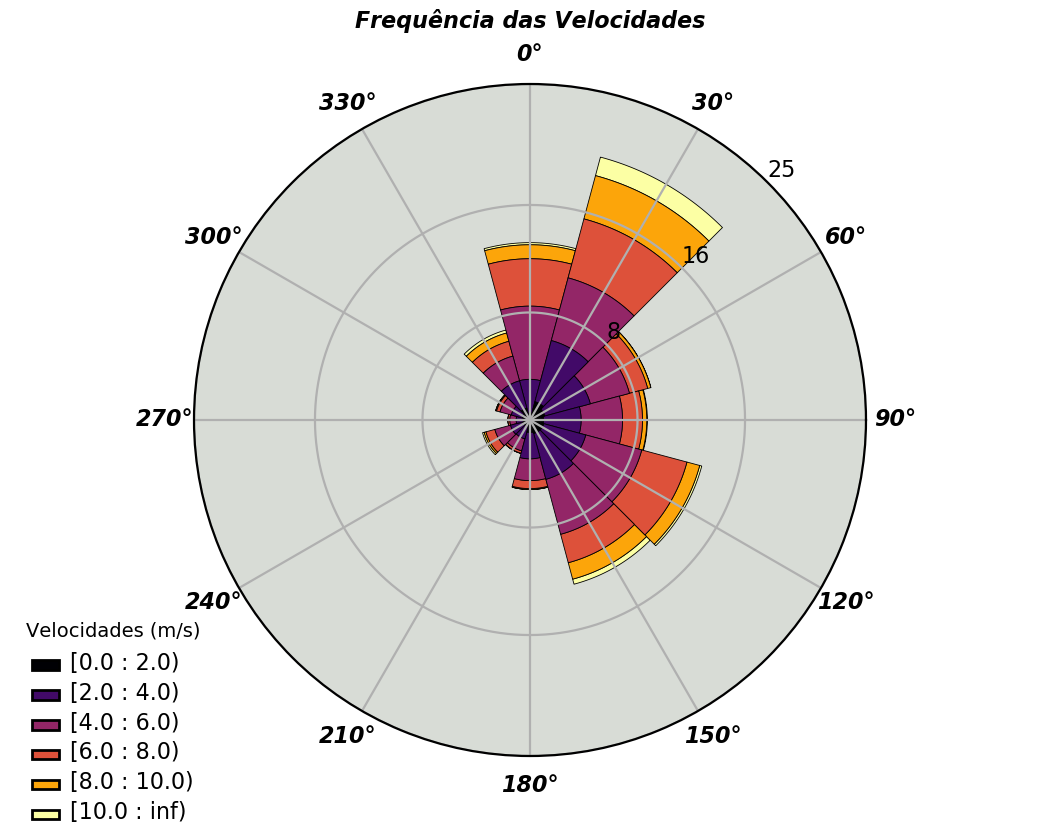 Frequência das Velocidades
0°
330°
30°
25
300°
60°
16
8
270°
90°
240°
120°
210°
150°
180°
Velocidades (m/s)
[0.0 : 2.0)
[2.0 : 4.0)
[4.0 : 6.0)
[6.0 : 8.0)
[8.0 : 10.0)
[10.0 : inf)